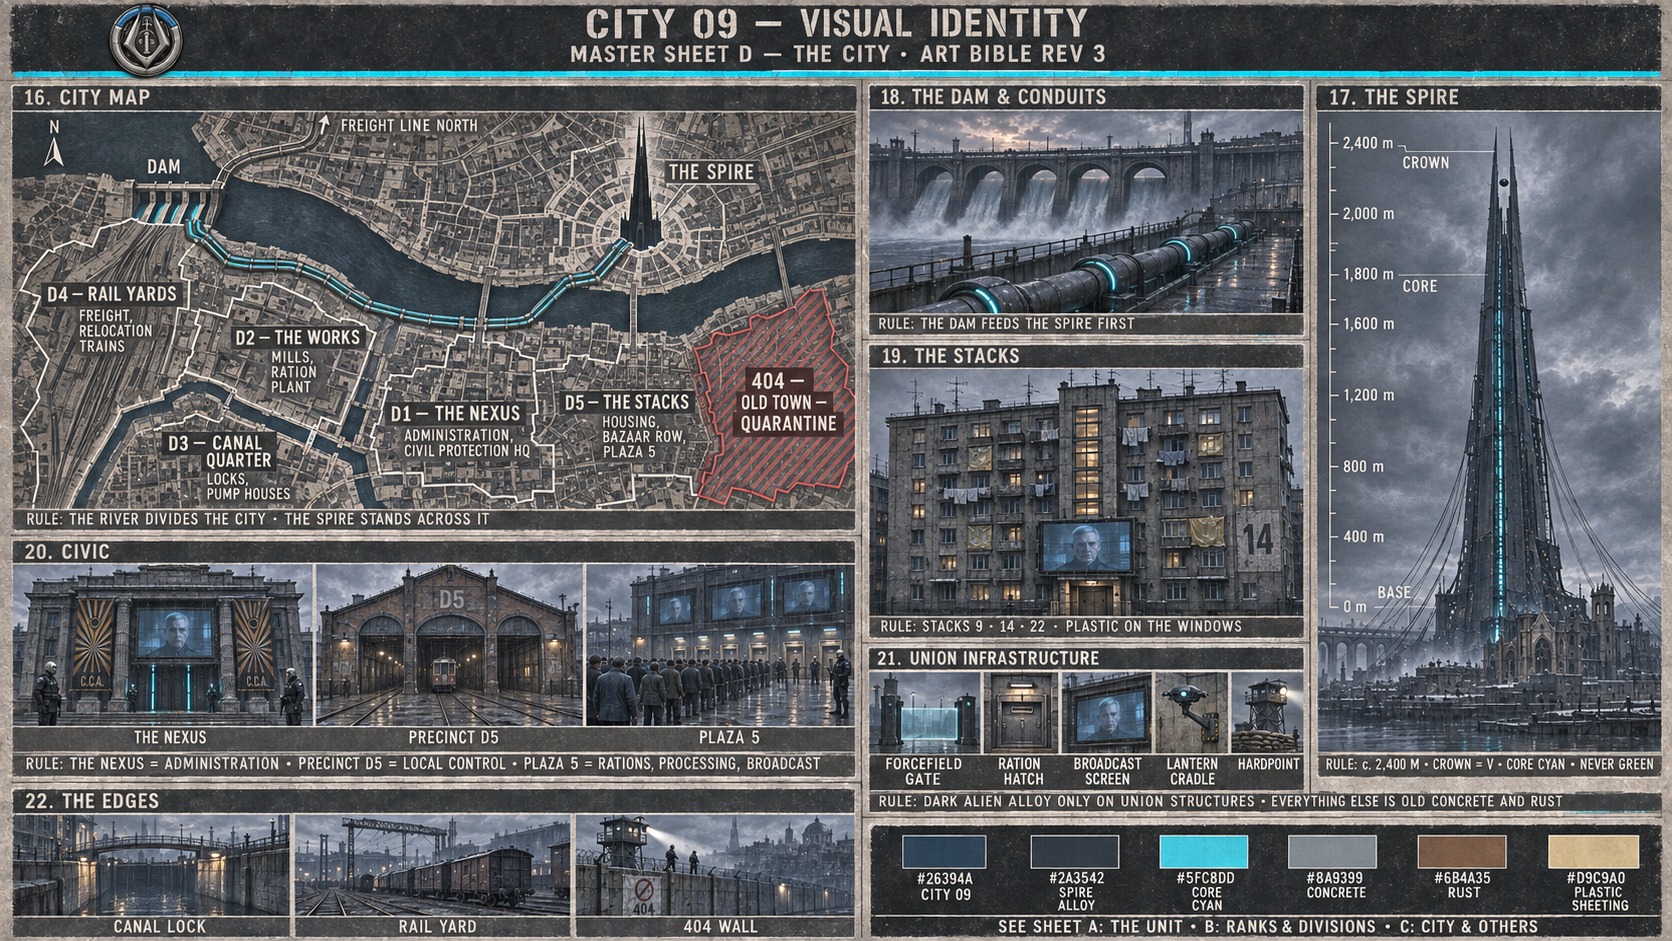 CITY 09 — VISUAL IDENTITY
MASTER SHEET D — THE CITY • ART BIBLE REV 3
16. CITY MAP
N
FREIGHT LINE NORTH
DAM
THE SPIRE
D4 — RAIL YARDS
FREIGHT,
RELOCATION
TRAINS
D2 — THE WORKS
MILLS,
RATION
PLANT
D1 — THE NEXUS
ADMINISTRATION,
CIVIL PROTECTION HQ
D5 — THE STACKS
HOUSING,
BAZAAR ROW,
PLAZA 5
404 —
OLD TOWN —
QUARANTINE
D3 — CANAL
QUARTER
LOCKS,
PUMP HOUSES
RULE: THE RIVER DIVIDES THE CITY • THE SPIRE STANDS ACROSS IT
18. THE DAM & CONDUITS
RULE: THE DAM FEEDS THE SPIRE FIRST
17. THE SPIRE
2,400 m
CROWN
2,000 m
1,800 m
CORE
1,600 m
1,200 m
800 m
400 m
BASE
0 m
RULE: c. 2,400 M • CROWN = V • CORE CYAN • NEVER GREEN
19. THE STACKS
14
RULE: STACKS 9 • 14 • 22 • PLASTIC ON THE WINDOWS
20. CIVIC
C.C.A.
C.C.A.
D5
THE NEXUS
PRECINCT D5
PLAZA 5
RULE: THE NEXUS = ADMINISTRATION • PRECINCT D5 = LOCAL CONTROL • PLAZA 5 = RATIONS, PROCESSING, BROADCAST
21. UNION INFRASTRUCTURE
FORCEFIELD
GATE
RATION
HATCH
BROADCAST
SCREEN
LANTERN
CRADLE
HARDPOINT
RULE: DARK ALIEN ALLOY ONLY ON UNION STRUCTURES • EVERYTHING ELSE IS OLD CONCRETE AND RUST
22. THE EDGES
404
CANAL LOCK
RAIL YARD
404 WALL
#26394A
CITY 09
#2A3542
SPIRE
ALLOY
#5FC8DD
CORE
CYAN
#8A9399
CONCRETE
#6B4A35
RUST
#D9C9A0
PLASTIC
SHEETING
SEE SHEET A: THE UNIT • B: RANKS & DIVISIONS • C: CITY & OTHERS